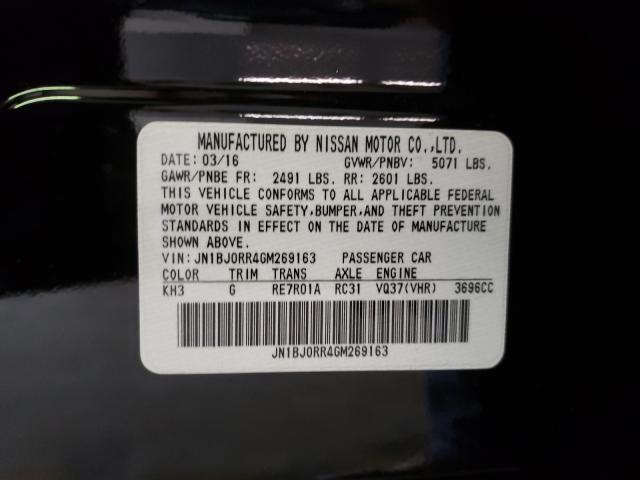 MANUFACTURED BY NISSAN MOTOR CO.,LTD.
DATE: 03/16 GVWR/PNBV: 5071 LBS.
GAWR/PNBE FR: 2491 LBS. RR: 2601 LBS.
THIS VEHICLE CONFORMS TO ALL APPLICABLE FEDERAL
MOTOR VEHICLE SAFETY,BUMPER,AND THEFT PREVENTION
STANDARDS IN EFFECT ON THE DATE OF MANUFACTURE
SHOWN ABOVE.
VIN: JN1BJ0RR4GM269163 PASSENGER CAR
COLOR TRIM TRANS AXLE ENGINE
KH3 G RE7R01A RC31 VQ37(VHR) 3696CC
JN1BJ0RR4GM269163